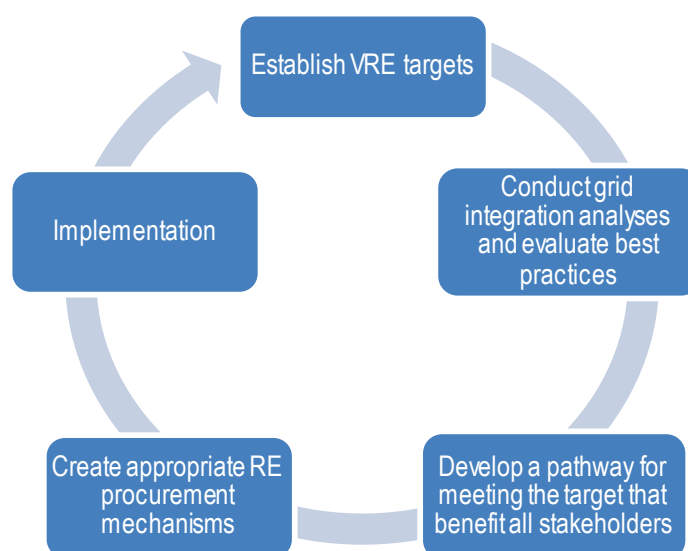 Establish VRE targets
Conduct grid
integration analyses
and evaluate best
practices
Develop a pathway for
meeting the target that
benefit all stakeholders
Create appropriate RE
procurement
mechanisms
Implementation